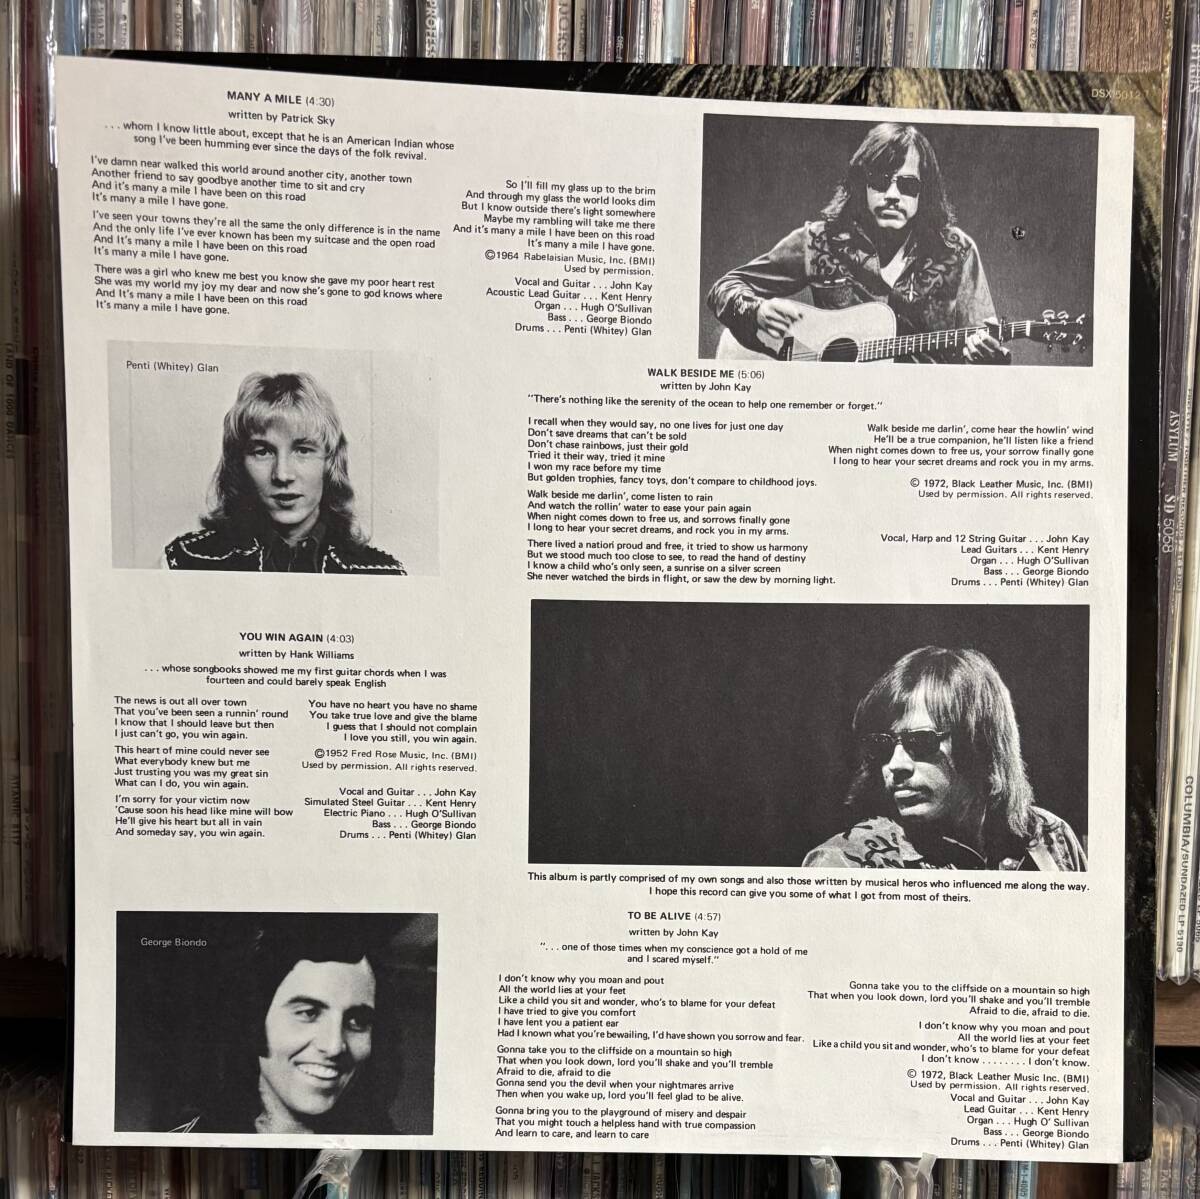 DSX 5012
MANY A MILE (4:30)
written by Patrick Sky
. . . whom I know little about, except that he is an American Indian whose
song I've been humming ever since the days of the folk revival.
I've damn near walked this world around another city, another town
Another friend to say goodbye another time to sit and cry
And it's many a mile I have been on this road
It's many a mile I have gone.
I've seen your towns they're all the same the only difference is in the name
And the only life I've ever known has been my suitcase and the open road
And It's many a mile I have been on this road
It's many a mile I have gone.
There was a girl who knew me best you know she gave my poor heart rest
She was my world my joy my dear and now she's gone to god knows where
And It's many a mile I have been on this road
It's many a mile I have gone.
So I'll fill my glass up to the brim
And through my glass the world looks dim
But I know outside there's light somewhere
Maybe my rambling will take me there
And it's many a mile I have been on this road
It's many a mile I have gone.
©1964 Rabelaisian Music, Inc. (BMI)
Used by permission.
Vocal and Guitar . . . John Kay
Acoustic Lead Guitar . . . Kent Henry
Organ . . . Hugh O'Sullivan
Bass . . . George Biondo
Drums . . . Penti (Whitey) Glan
Penti (Whitey) Glan
WALK BESIDE ME (5:06)
written by John Kay
"There's nothing like the serenity of the ocean to help one remember or forget."
I recall when they would say, no one lives for just one day
Don't save dreams that can't be sold
Don't chase rainbows, just their gold
Tried it their way, tried it mine
I won my race before my time
But golden trophies, fancy toys, don't compare to childhood joys.
Walk beside me darlin', come listen to rain
And watch the rollin' water to ease your pain again
When night comes down to free us, and sorrows finally gone
I long to hear your secret dreams, and rock you in my arms.
There lived a nation proud and free, it tried to show us harmony
But we stood much too close to see, to read the hand of destiny
I know a child who's only seen, a sunrise on a silver screen
She never watched the birds in flight, or saw the dew by morning light.
Walk beside me darlin', come hear the howlin' wind
He'll be a true companion, he'll listen like a friend
When night comes down to free us, your sorrow finally gone
I long to hear your secret dreams and rock you in my arms.
© 1972, Black Leather Music, Inc. (BMI)
Used by permission. All rights reserved.
Vocal, Harp and 12 String Guitar . . . John Kay
Lead Guitars . . . Kent Henry
Organ . . . Hugh O'Sullivan
Bass . . . George Biondo
Drums . . . Penti (Whitey) Glan
YOU WIN AGAIN (4:03)
written by Hank Williams
. . . whose songbooks showed me my first guitar chords when I was
fourteen and could barely speak English
The news is out all over town
That you've been seen a runnin' round
I know that I should leave but then
I just can't go, you win again.
This heart of mine could never see
What everybody knew but me
Just trusting you was my great sin
What can I do, you win again.
I'm sorry for your victim now
'Cause soon his head like mine will bow
He'll give his heart but all in vain
And someday say, you win again.
You have no heart you have no shame
You take true love and give the blame
I guess that I should not complain
I love you still, you win again.
©1952 Fred Rose Music, Inc. (BMI)
Used by permission. All rights reserved.
Vocal and Guitar . . . John Kay
Simulated Steel Guitar . . . Kent Henry
Electric Piano . . . Hugh O'Sullivan
Bass . . . George Biondo
Drums . . . Penti (Whitey) Glan
This album is partly comprised of my own songs and also those written by musical heros who influenced me along the way.
I hope this record can give you some of what I got from most of theirs.
George Biondo
TO BE ALIVE (4:57)
written by John Kay
". . . one of those times when my conscience got a hold of me
and I scared myself."
I don't know why you moan and pout
All the world lies at your feet
Like a child you sit and wonder, who's to blame for your defeat
I have tried to give you comfort
I have lent you a patient ear
Had I known what you're bewailing, I'd have shown you sorrow and fear.
Gonna take you to the cliffside on a mountain so high
That when you look down, lord you'll shake and you'll tremble
Afraid to die, afraid to die
Gonna send you the devil when your nightmares arrive
Then when you wake up, lord you'll feel glad to be alive.
Gonna bring you to the playground of misery and despair
That you might touch a helpless hand with true compassion
And learn to care, and learn to care
Gonna take you to the cliffside on a mountain so high
That when you look down, lord you'll shake and you'll tremble
Afraid to die, afraid to die.
I don't know why you moan and pout
All the world lies at your feet
Like a child you sit and wonder, who's to blame for your defeat
I don't know . . . . . . . . I don't know.
© 1972, Black Leather Music Inc. (BMI)
Used by permission. All rights reserved.
Vocal and Guitar . . . John Kay
Lead Guitar . . . Kent Henry
Organ . . . Hugh O' Sullivan
Bass . . . George Biondo
Drums . . . Penti (Whitey) Glan
ASYLUM SD 5058
COLUMBIA/SUNDAZED LP 5190